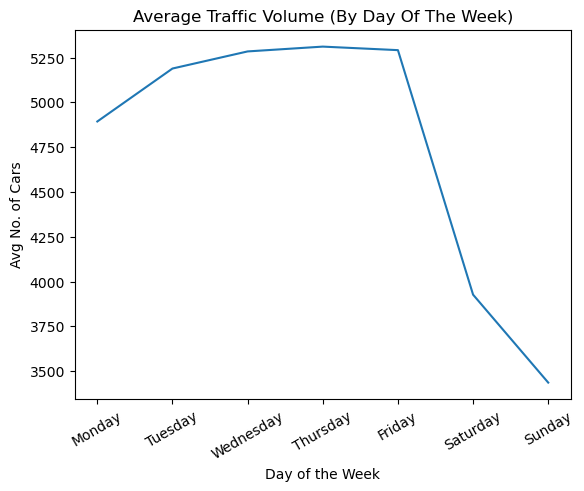 Average Traffic Volume (By Day Of The Week)
Avg No. of Cars
5250
5000
4750
4500
4250
4000
3750
3500
Monday
Tuesday
Wednesday
Thursday
Friday
Saturday
Sunday
Day of the Week